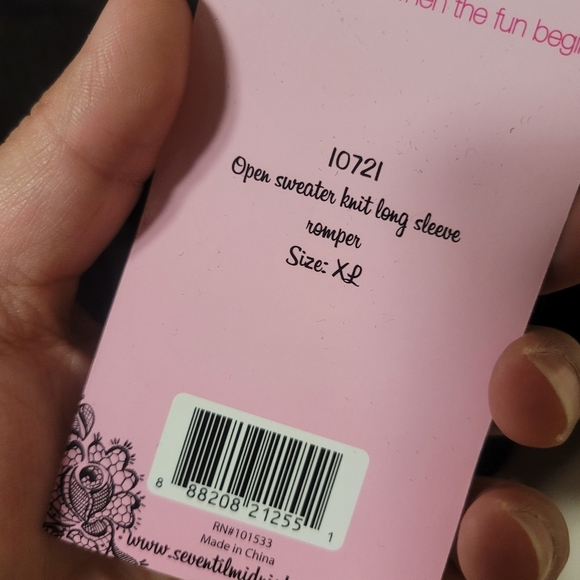 the fun
10721
Open sweater knit long sleeve
romper
Size: XL
8 88208 21255 1
RN#101533
Made in China